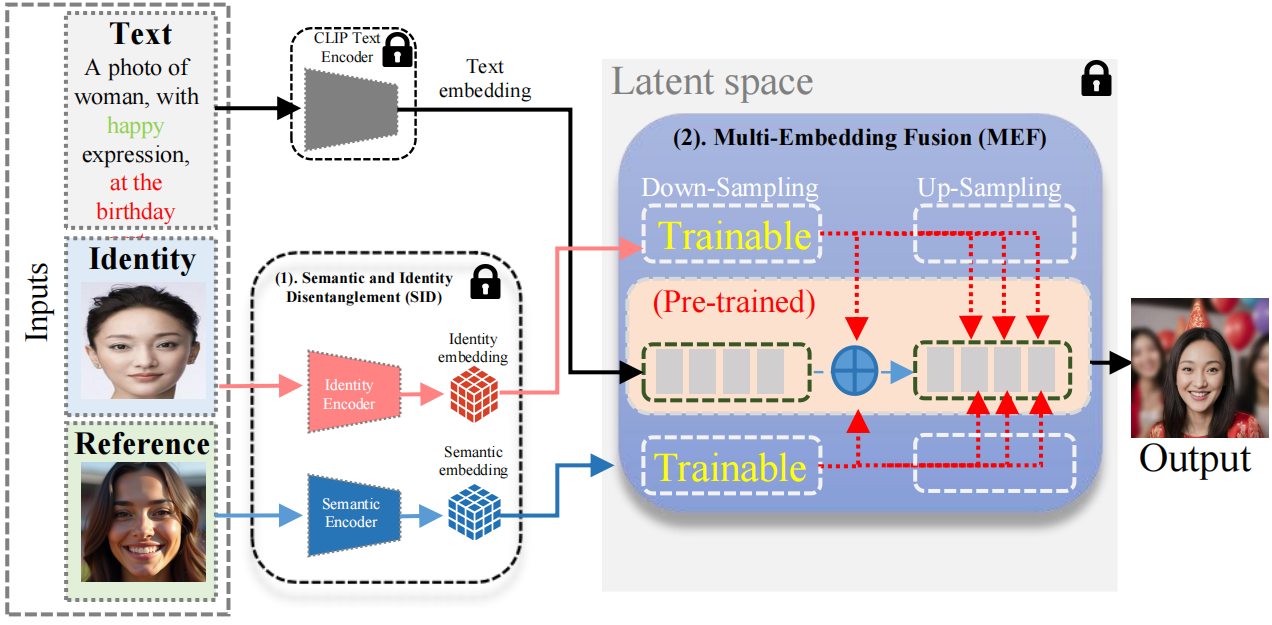 Inputs
Text
A photo of
woman, with
happy
expression,
at the
birthday
Identity
Reference
CLIP Text
Encoder
Text
embedding
(1). Semantic and Identity
Disentanglement (SID)
Identity
Encoder
Identity
embedding
Semantic
Encoder
Semantic
embedding
Latent space
(2). Multi-Embedding Fusion (MEF)
Down-Sampling
Up-Sampling
Trainable
(Pre-trained)
Trainable
Output